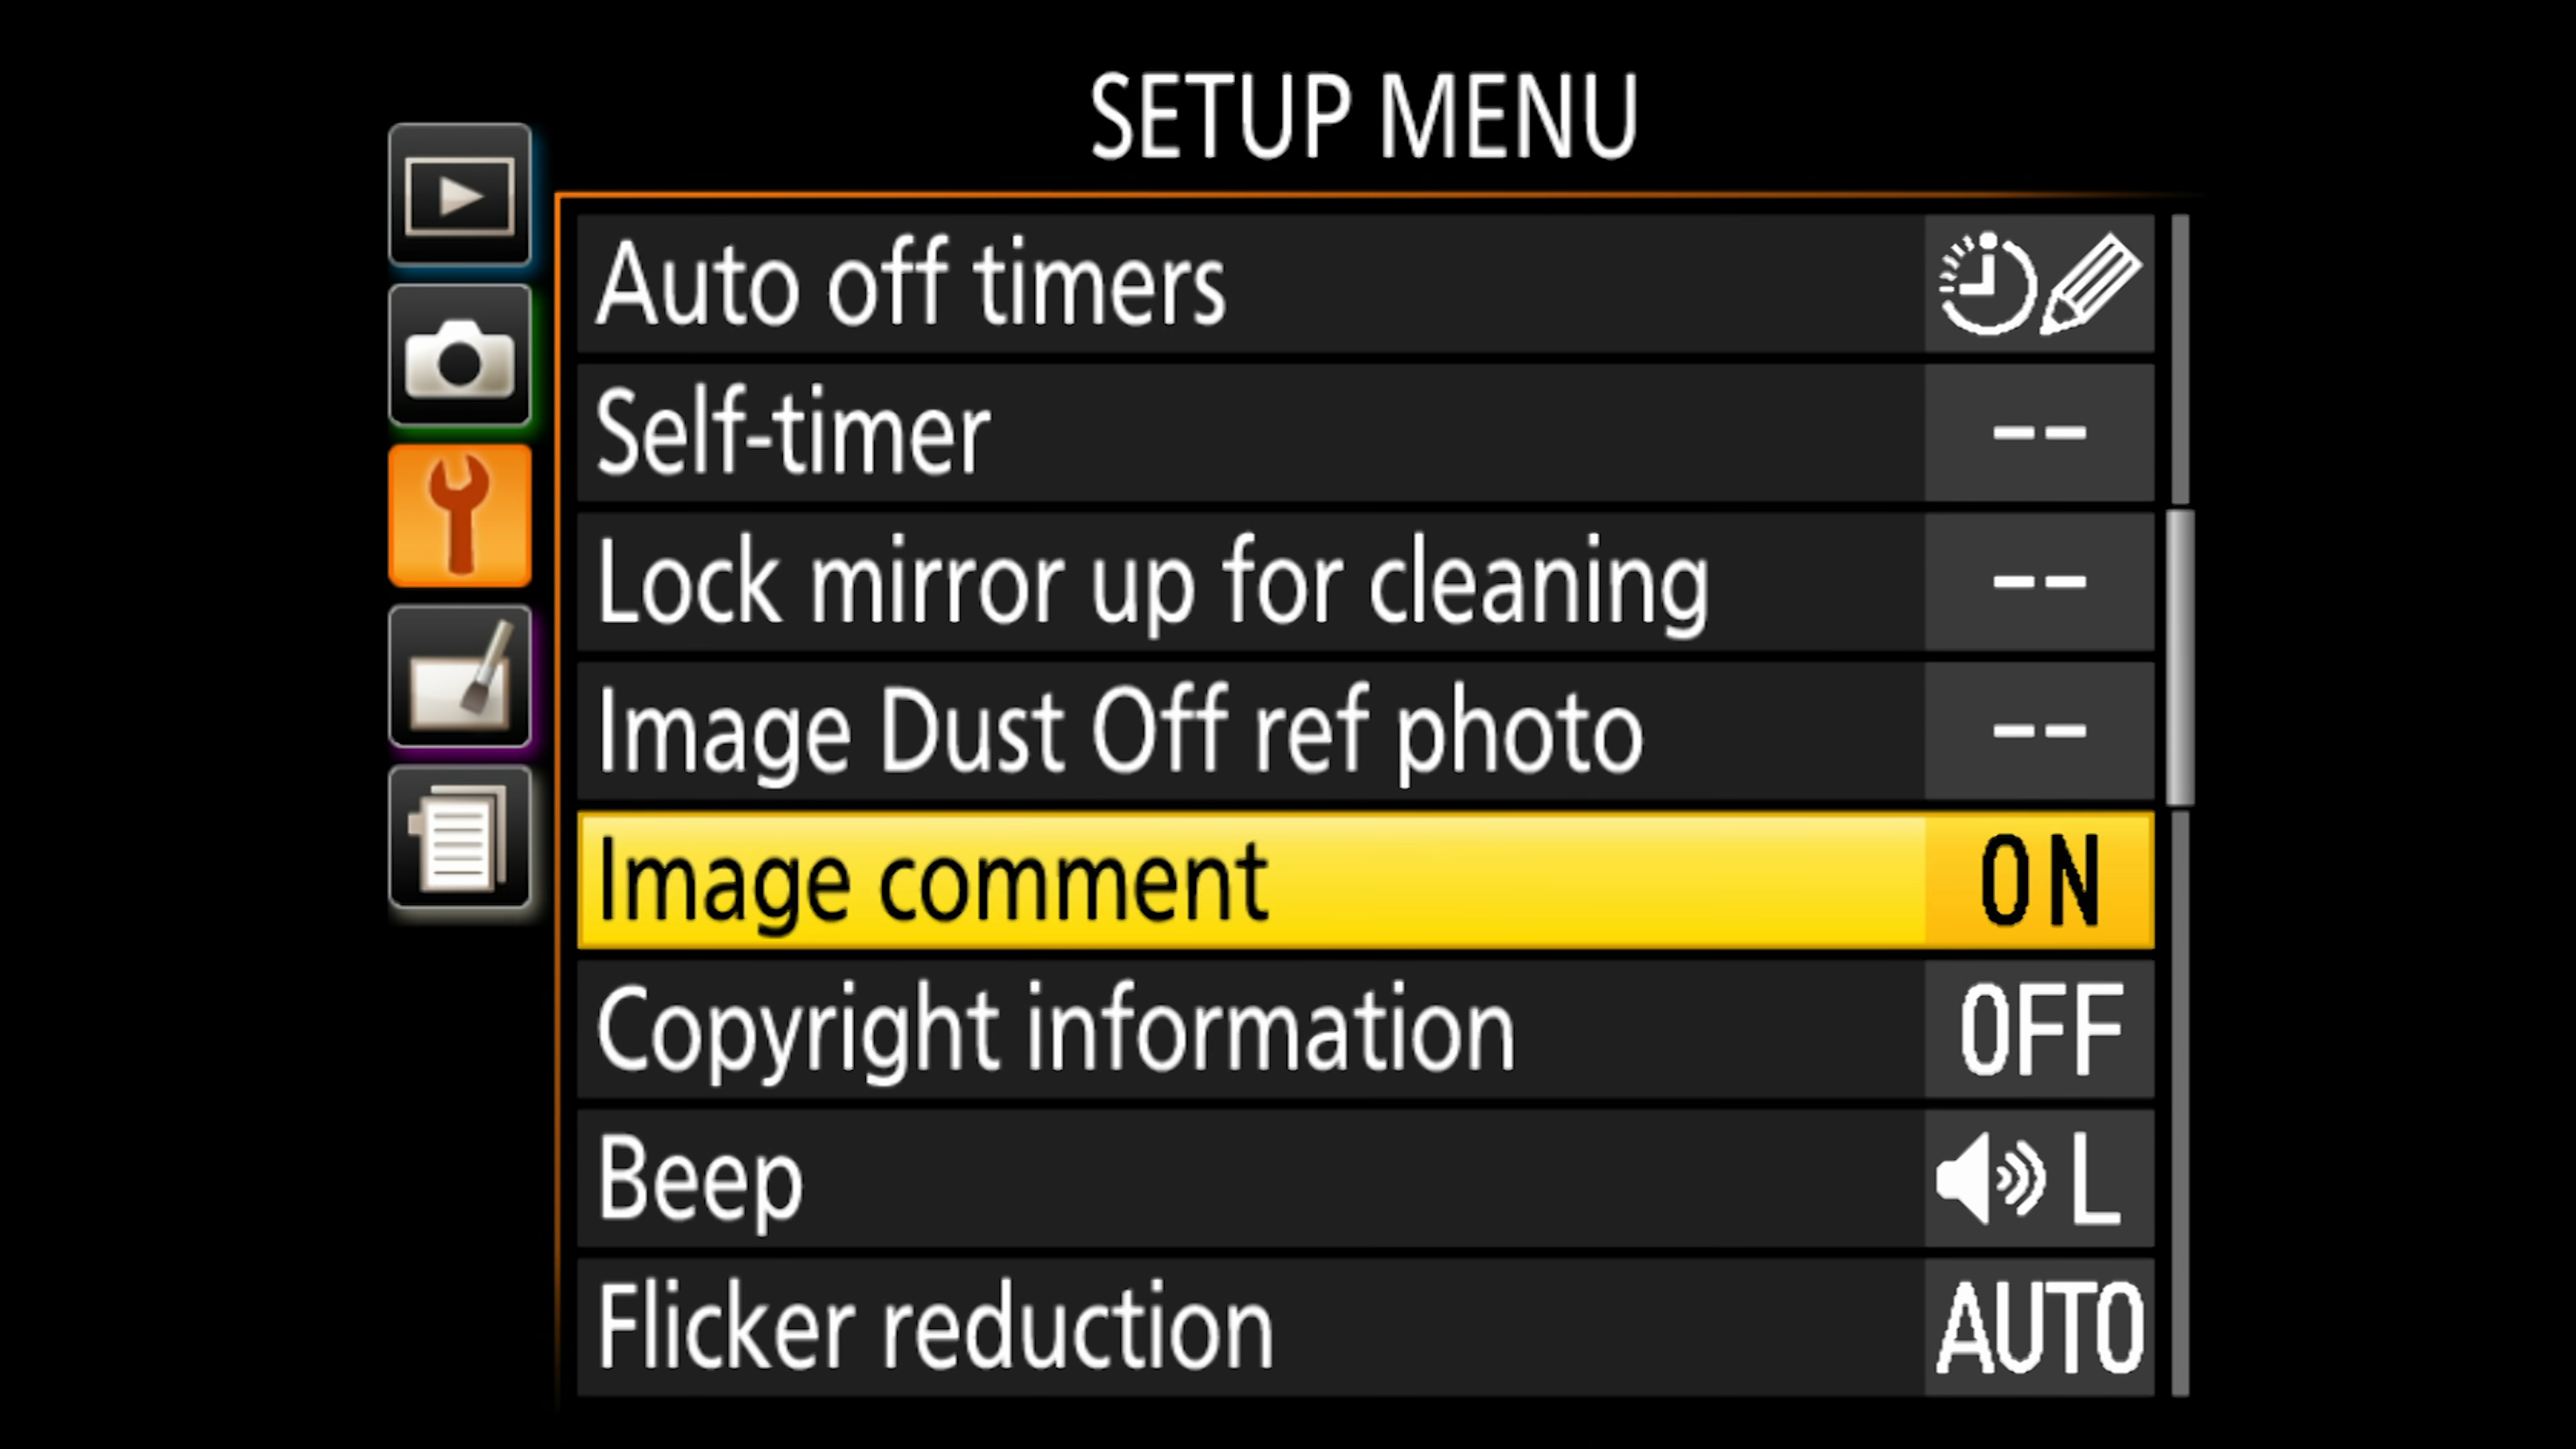 SETUP MENU
Auto off timers
Self-timer --
Lock mirror up for cleaning --
Image Dust Off ref photo --
Image comment ON
Copyright information OFF
Beep L
Flicker reduction AUTO